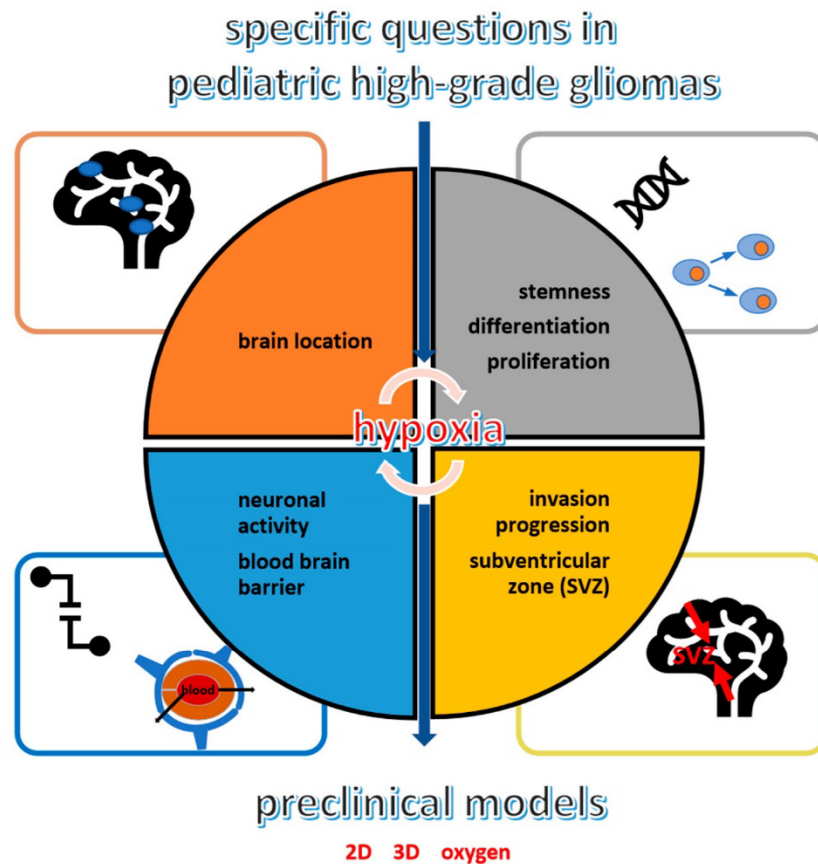 specific questions in
pediatric high-grade gliomas
brain location
stemness
differentiation
proliferation
hypoxia
neuronal
activity
blood brain
barrier
invasion
progression
subventricular
zone (SVZ)
blood
SVZ
preclinical models
2D 3D oxygen